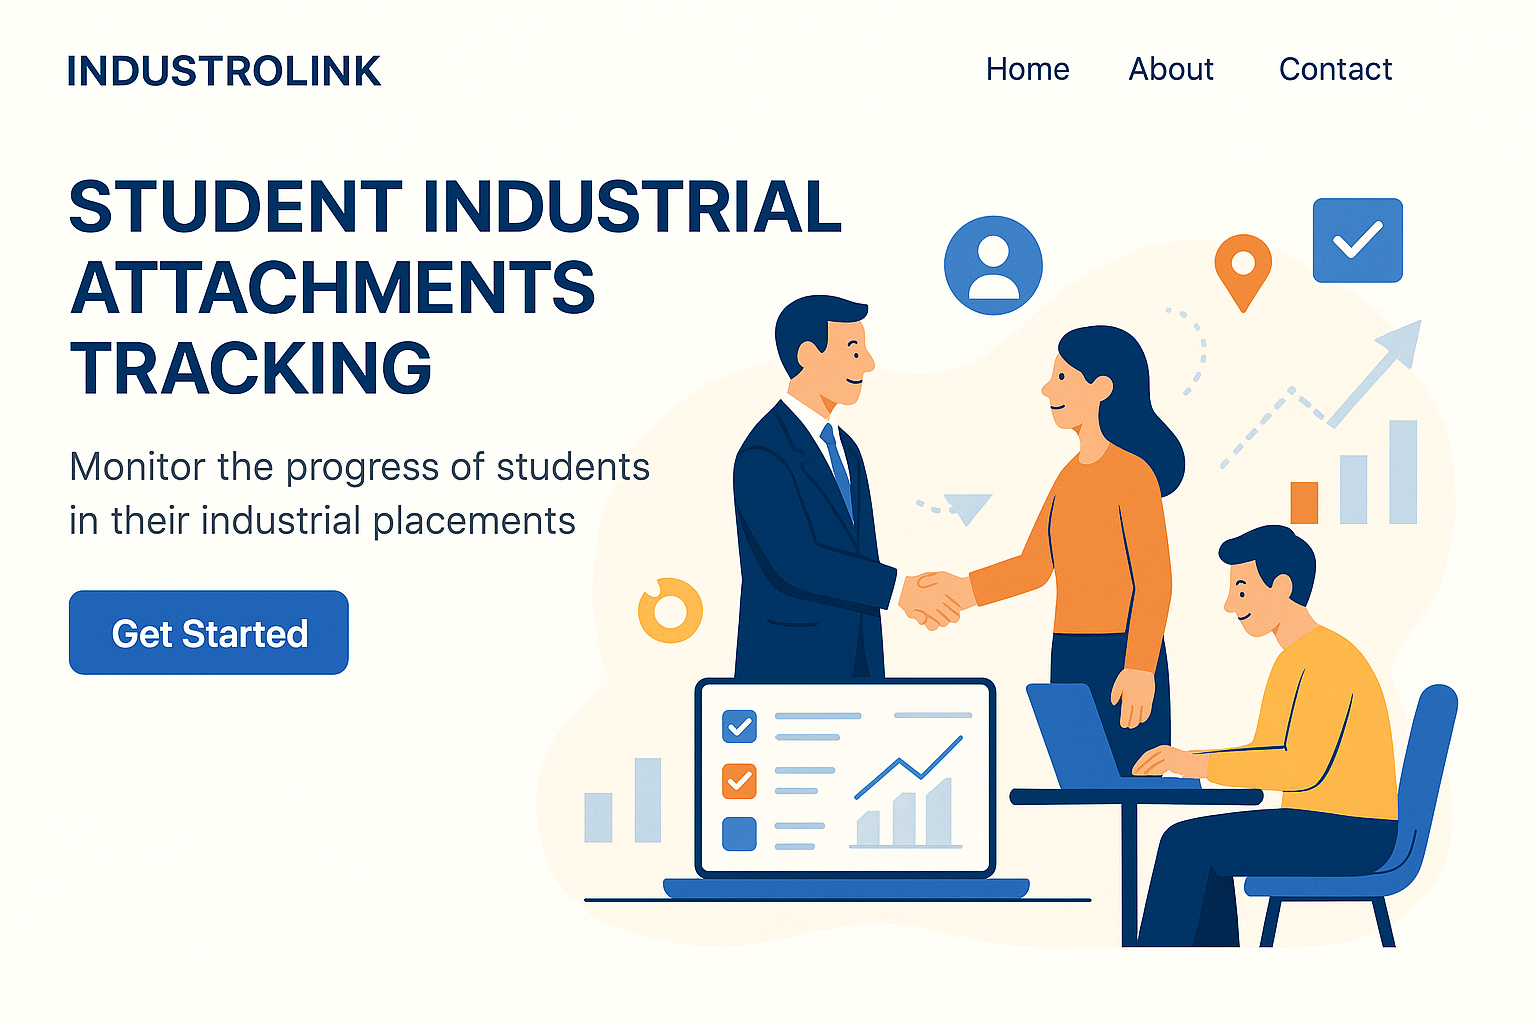 INDUSTROLINK
Home About Contact
STUDENT INDUSTRIAL
ATTACHMENTS
TRACKING
Monitor the progress of students
in their industrial placements
Get Started